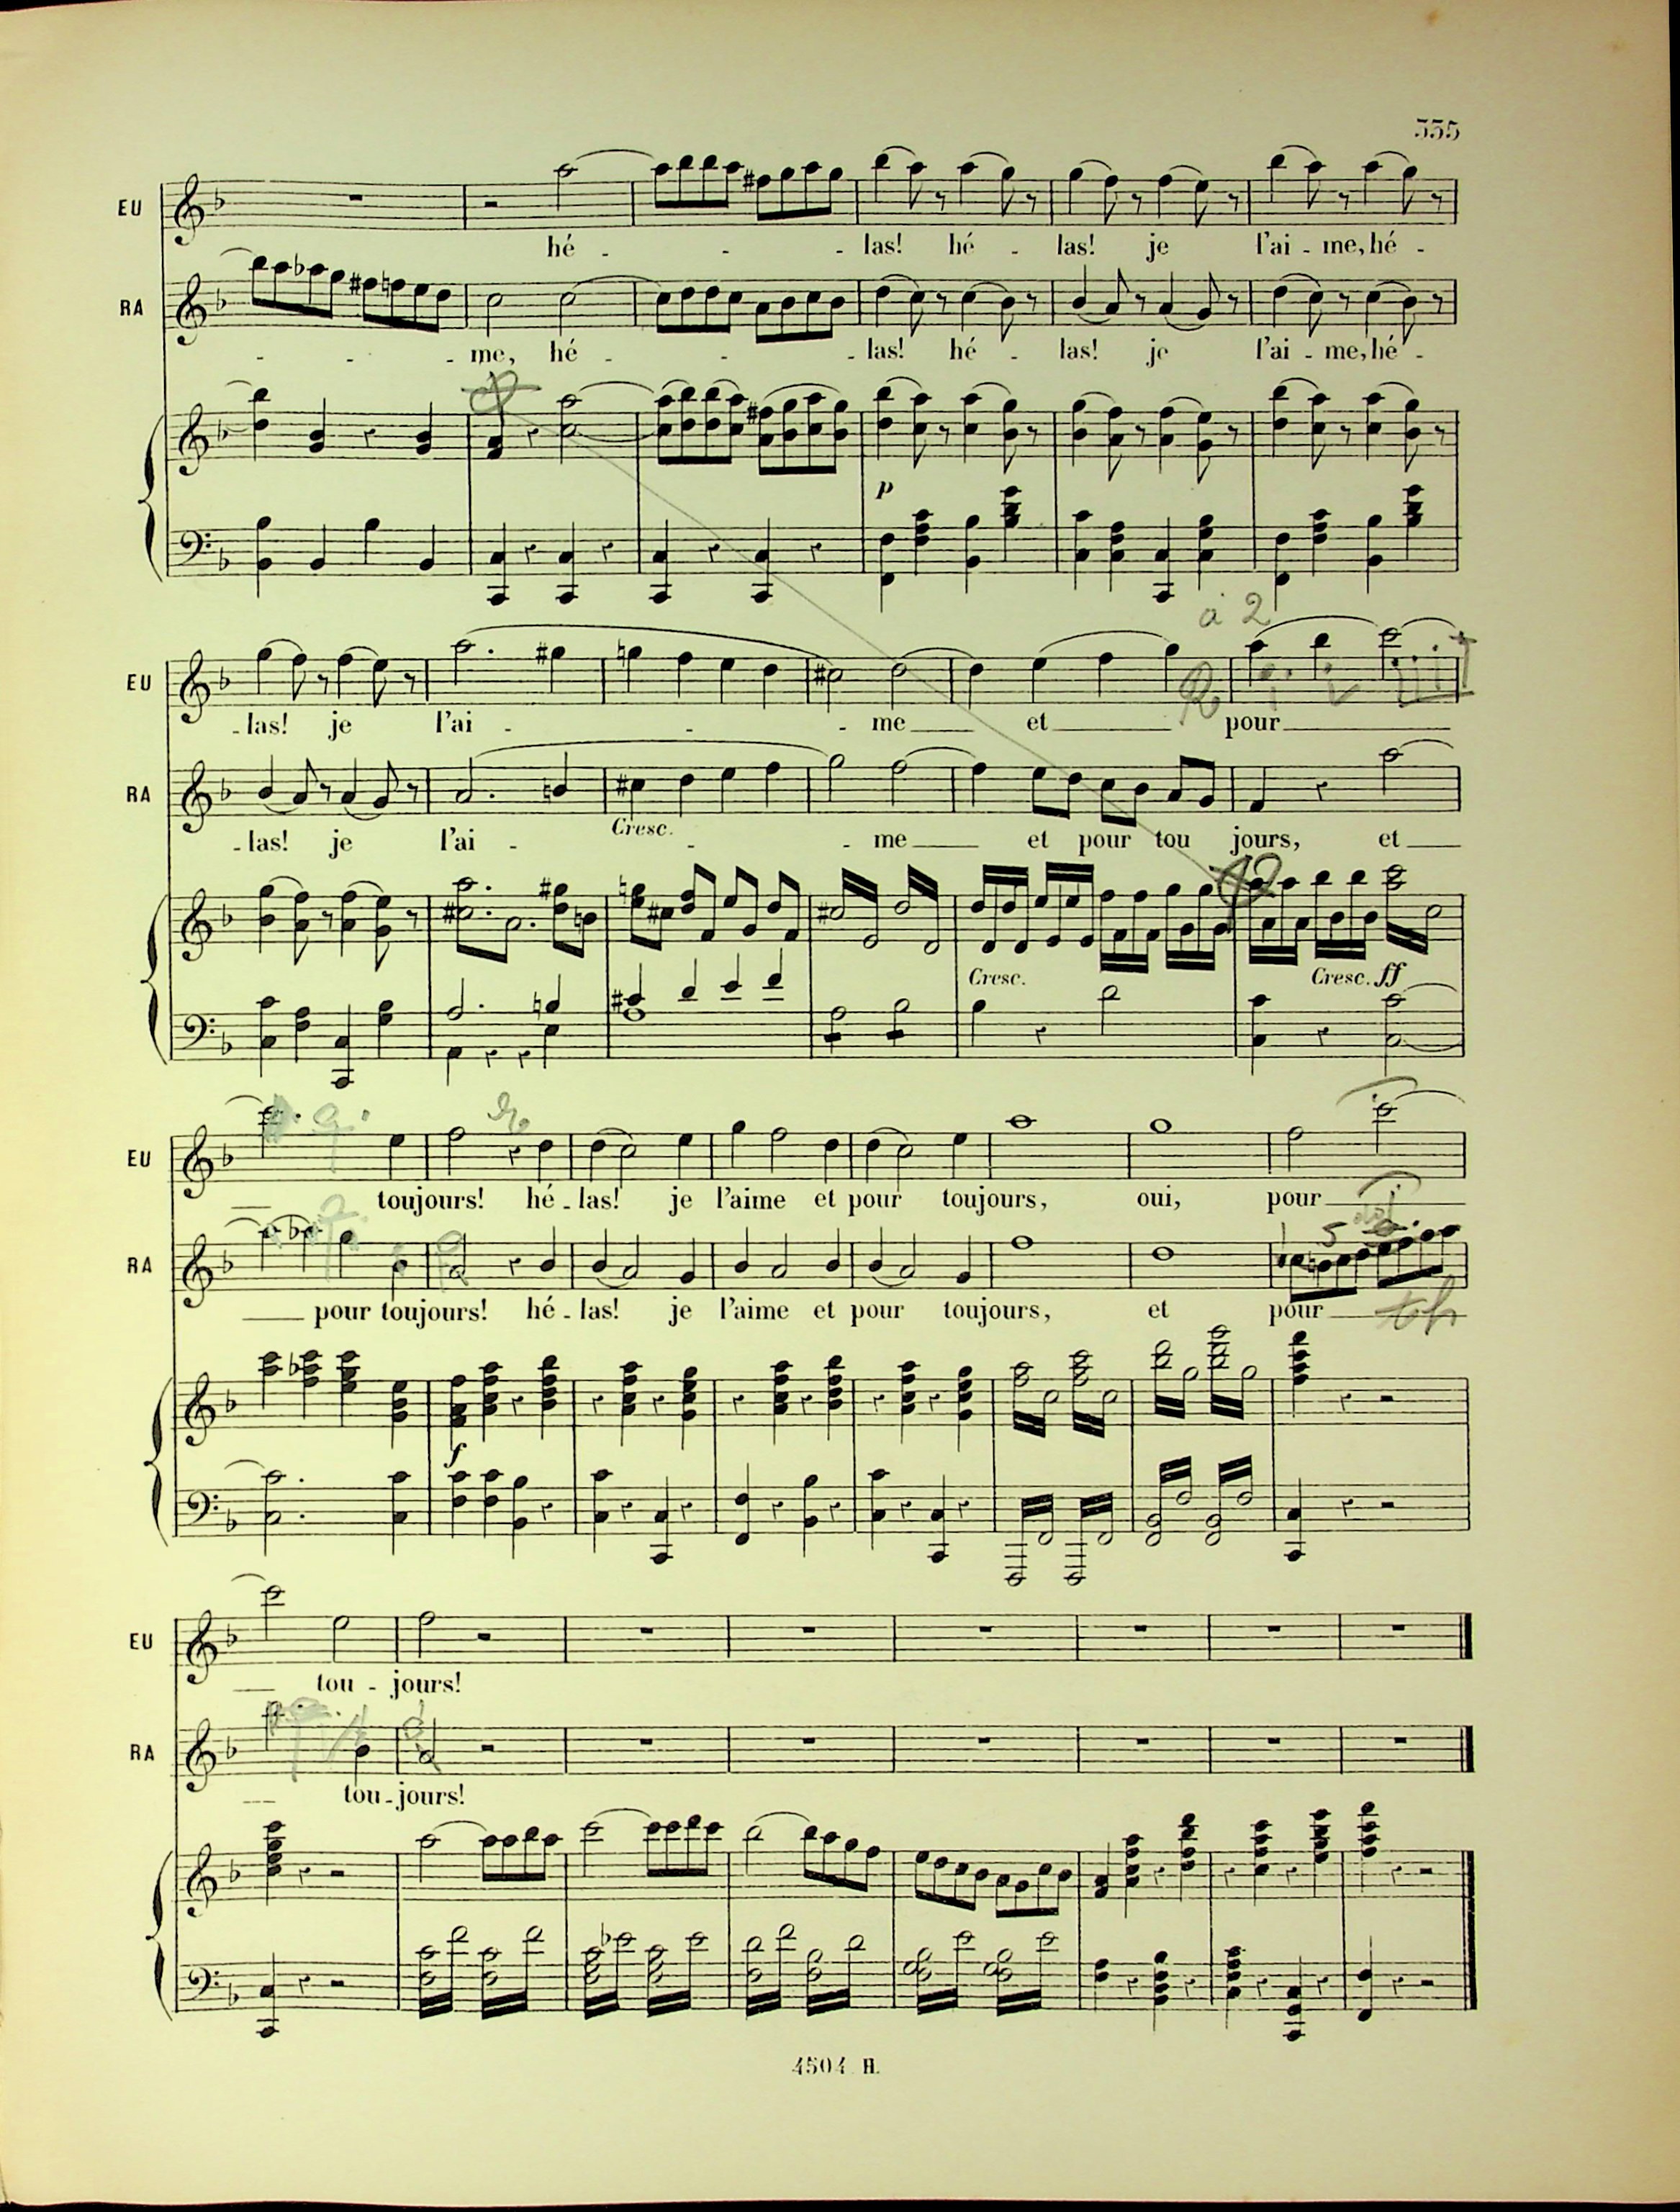 335
EU
hé - - - las! hé - las! je l'ai - me, hé -
RA
- - - - me, hé - - - las! hé - las! je l'ai - me, hé -
p
à 2
EU
- las! je l'ai - - - - me et pour
RA
Cresc.
- las! je l'ai - - - me et pour tou jours, et
Cresc. Cresc. ff
EU
toujours! hé - las! je l'aime et pour toujours, oui, pour
RA
5
pour toujours! hé - las! je l'aime et pour toujours, et pour
f
EU
tou - jours!
RA
tou - jours!
4504. H.